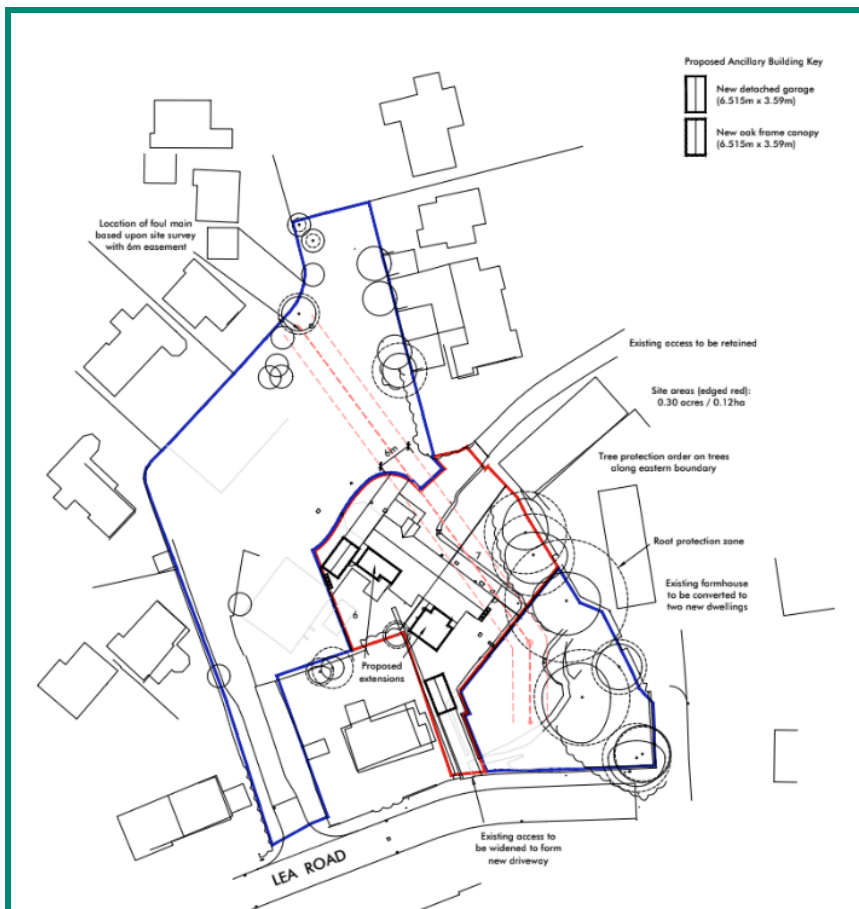 Proposed Ancillary Building Key
New detached garage
(6.515m x 3.59m)
New oak frame canopy
(6.515m x 3.59m)
Location of foul main
based upon site survey
with 6m easement
Existing access to be retained
Site areas (edged red):
0.30 acres / 0.12ha
Tree protection order on trees
along eastern boundary
6m
Root protection zone
Existing farmhouse
to be converted to
two new dwellings
7
6
Proposed
extensions
Existing access to
be widened to form
new driveway
LEA ROAD